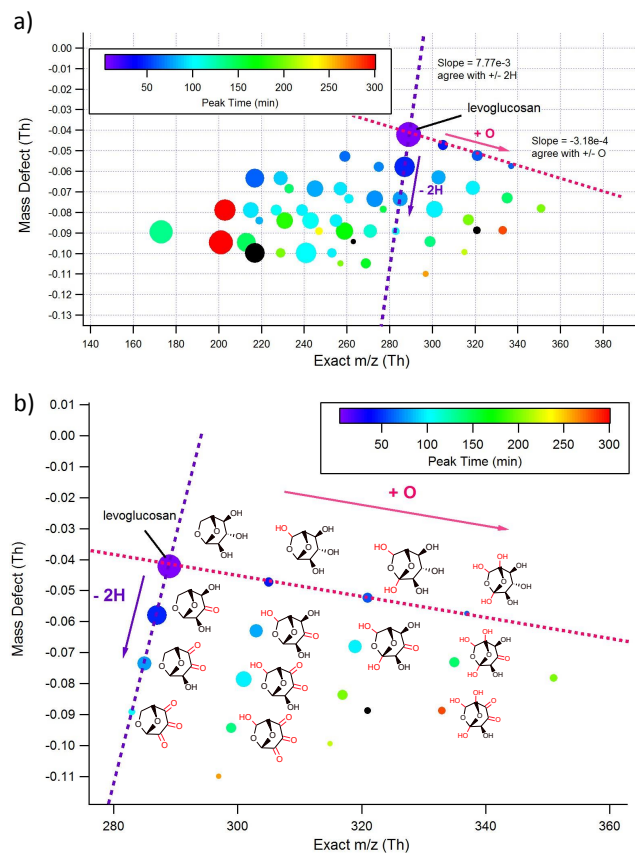 a)
0.00
-0.01
-0.02
-0.03
-0.04
-0.05
-0.06
-0.07
-0.08
-0.09
-0.10
-0.11
-0.12
-0.13
Mass Defect (Th)
50 100 150 200 250 300
Peak Time (min)
Slope = 7.77e-3
agree with +/- 2H
levoglucosan
+ O
Slope = -3.18e-4
agree with +/- O
- 2H
140 160 180 200 220 240 260 280 300 320 340 360 380
Exact m/z (Th)
b)
0.01
0.00
-0.01
-0.02
-0.03
-0.04
-0.05
-0.06
-0.07
-0.08
-0.09
-0.10
-0.11
Mass Defect (Th)
50 100 150 200 250 300
Peak Time (min)
+ O
levoglucosan
- 2H
280 300 320 340 360
Exact m/z (Th)